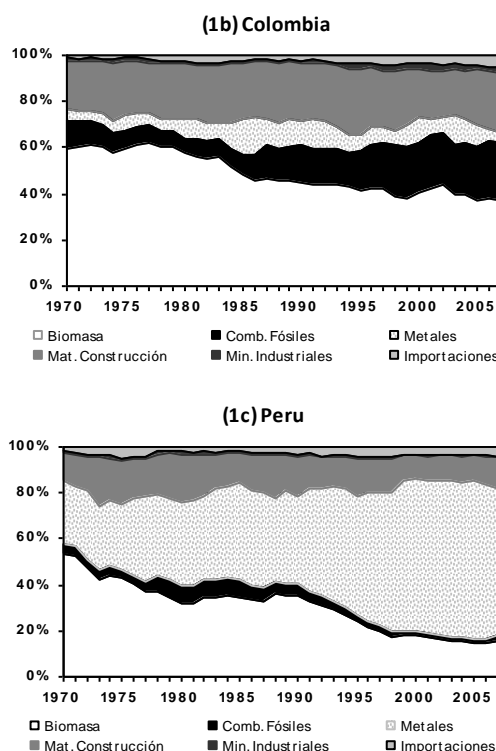 (1b) Colombia
100%
80%
60%
40%
20%
0%
1970 1975 1980 1985 1990 1995 2000 2005
Biomasa Comb. Fósiles Metales
Mat. Construcción Min. Industriales Importaciones
(1c) Peru
100%
80%
60%
40%
20%
0%
1970 1975 1980 1985 1990 1995 2000 2005
Biomasa Comb. Fósiles Metales
Mat. Construcción Min. Industriales Importaciones